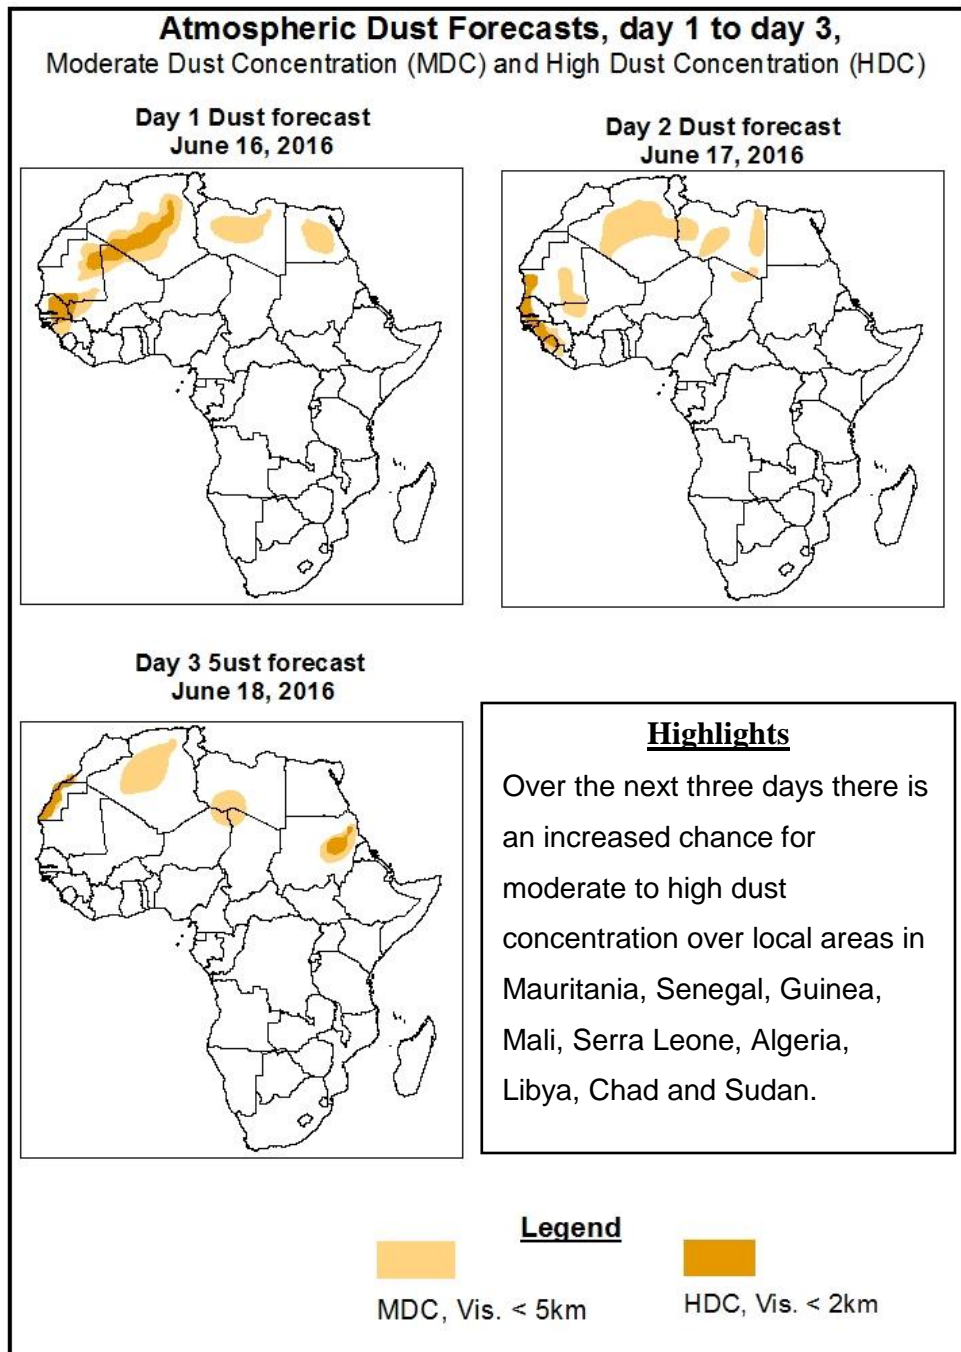 Atmospheric Dust Forecasts, day 1 to day 3,
Moderate Dust Concentration (MDC) and High Dust Concentration (HDC)
Day 1 Dust forecast
June 16, 2016
Day 2 Dust forecast
June 17, 2016
Day 3 5ust forecast
June 18, 2016
Highlights
Over the next three days there is
an increased chance for
moderate to high dust
concentration over local areas in
Mauritania, Senegal, Guinea,
Mali, Serra Leone, Algeria,
Libya, Chad and Sudan.
Legend
MDC, Vis. < 5km
HDC, Vis. < 2km